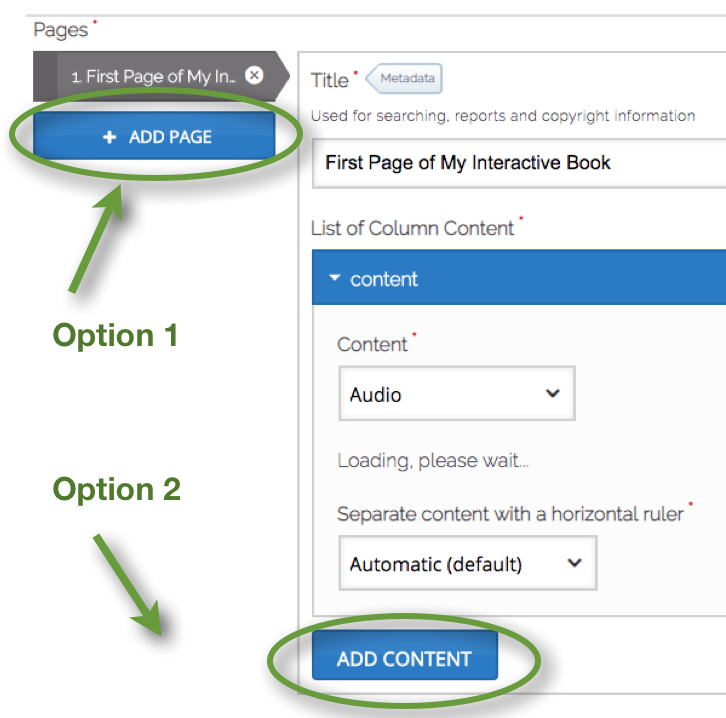 Pages *
1. First Page of My In...
+ ADD PAGE
Option 1
Option 2
Title * Metadata
Used for searching, reports and copyright information
First Page of My Interactive Book
List of Column Content *
content
Content *
Audio
Loading, please wait...
Separate content with a horizontal ruler *
Automatic (default)
ADD CONTENT